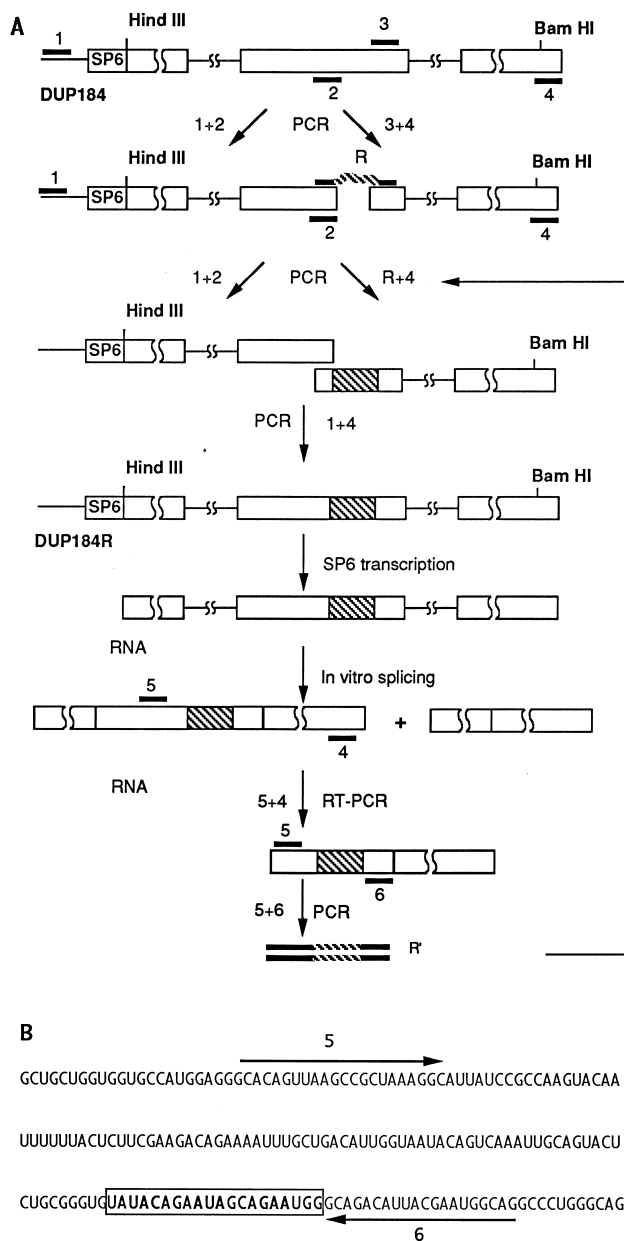 A
1
Hind III
3
Bam HI
SP6
DUP184
2
4
1+2 PCR 3+4
R
1
Hind III
Bam HI
SP6
2
4
1+2 PCR R+4
Hind III
SP6
Bam HI
PCR 1+4
Hind III
Bam HI
SP6
DUP184R
SP6 transcription
RNA
In vitro splicing
5
+
4
RNA
5+4 RT-PCR
5
6
5+6 PCR
R'
B
5
GCUGCUGGUGGUGCCAUGGAGGGCACAGUUAAGCCGCUAAAGGCAUUAUCCGCCAAGUACAA
UUUUUUACUCUUCGAAGACAGAAAAUUUGCUGACAUUGGUAAUACAGUCAAAUUGCAGUACU
CUGCGGGUGUAUACAGAAUAGCAGAAUGGGCAGACAUUACGAAUGGCAGGCCCUGGGCAG
6